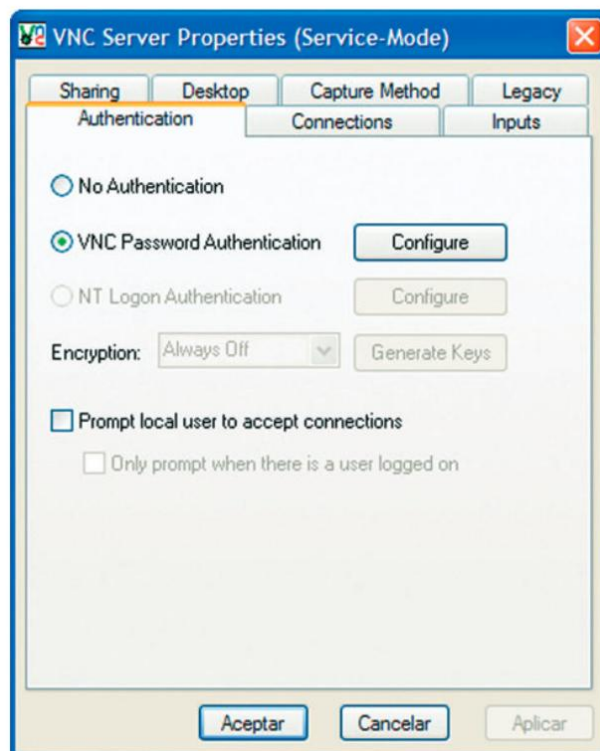 VNC Server Properties (Service-Mode)
Sharing Desktop Capture Method Legacy
Authentication Connections Inputs
No Authentication
VNC Password Authentication Configure
NT Logon Authentication Configure
Encryption: Always Off Generate Keys
Prompt local user to accept connections
Only prompt when there is a user logged on
Aceptar Cancelar Aplicar